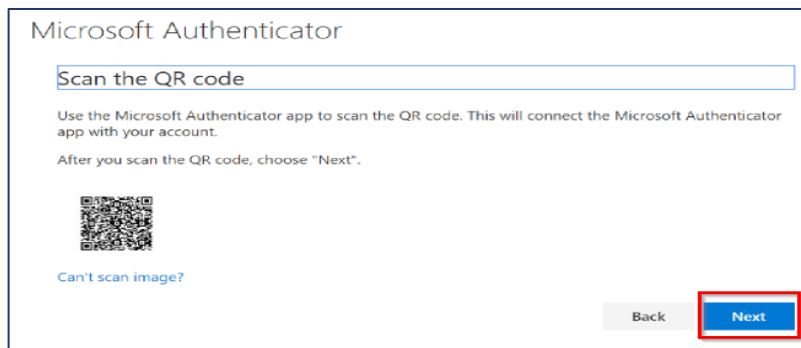 Microsoft Authenticator
Scan the QR code
Use the Microsoft Authenticator app to scan the QR code. This will connect the Microsoft Authenticator
app with your account.
After you scan the QR code, choose "Next".
Can't scan image?
Back Next